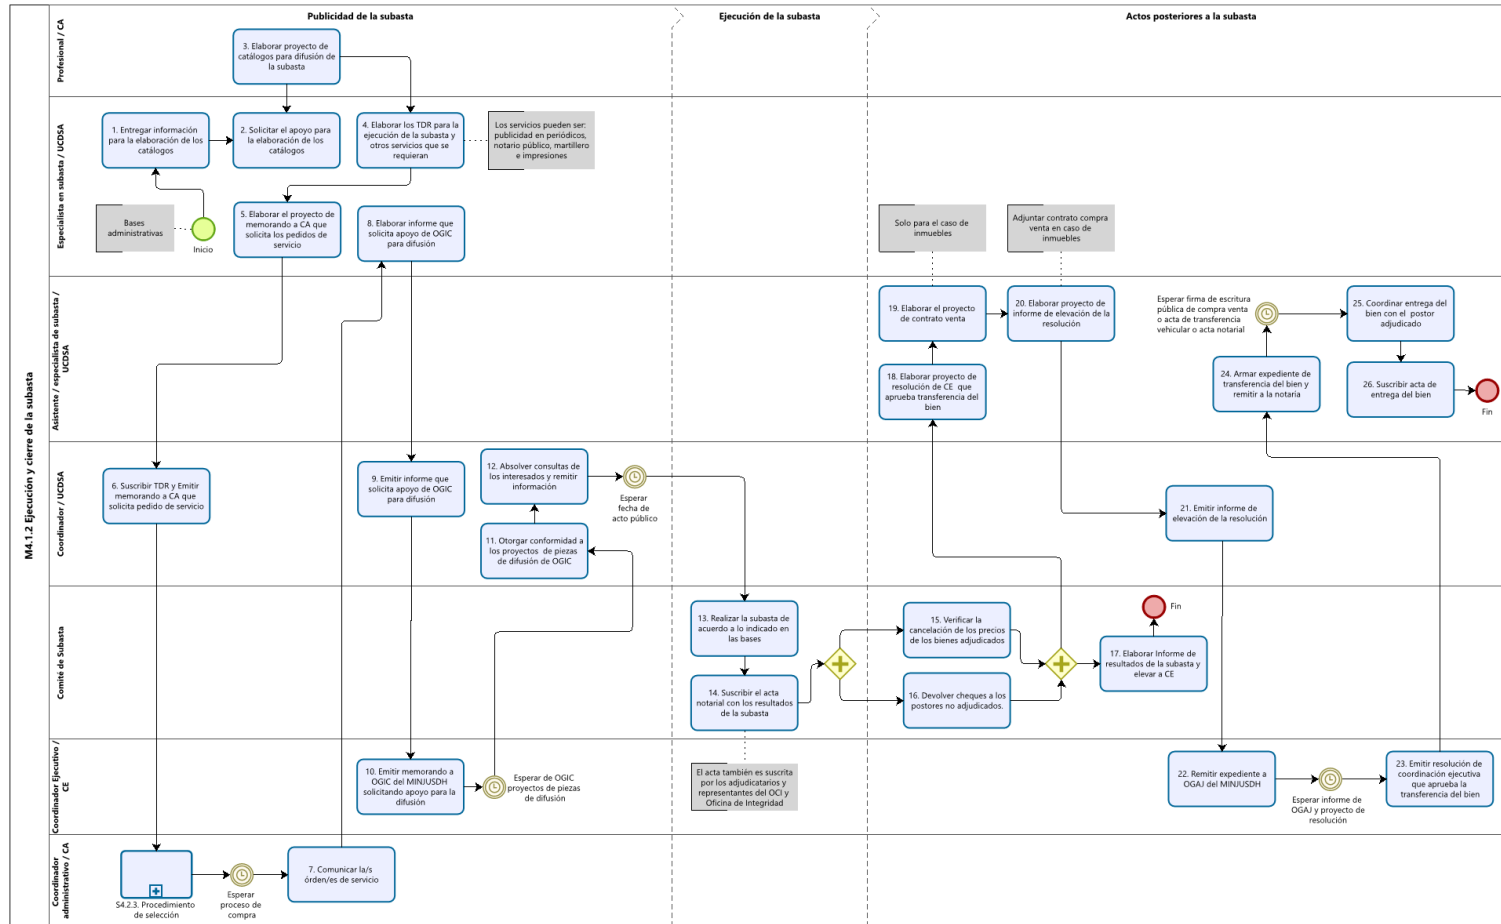 M4.1.2 Ejecución y cierre de la subasta
Publicidad de la subasta
Ejecución de la subasta
Actos posteriores a la subasta
Profesional / CA
3. Elaborar proyecto de
catálogos para difusión de
la subasta
Especialista en subasta / UCDSA
1. Entregar información
para la elaboración de los
catálogos
2. Solicitar el apoyo para
la elaboración de los
catálogos
4. Elaborar los TDR para la
ejecución de la subasta y
otros servicios que se
requieran
Los servicios pueden ser:
publicidad en periódicos,
notario público, martillero
e impresiones
Bases
administrativas
Inicio
5. Elaborar el proyecto de
memorando a CA que
solicita los pedidos de
servicio
8. Elaborar informe que
solicita apoyo de OGIC
para difusión
Solo para el caso de
inmuebles
Adjuntar contrato compra
venta en caso de
inmuebles
Asistente / especialista de subasta /
UCDSA
19. Elaborar el proyecto
de contrato venta
20. Elaborar proyecto de
informe de elevación de la
resolución
Esperar firma de escritura
pública de compra venta
o acta de transferencia
vehicular o acta notarial
25. Coordinar entrega del
bien con el postor
adjudicado
18. Elaborar proyecto de
resolución de CE que
aprueba transferencia del
bien
24. Armar expediente de
transferencia del bien y
remitir a la notaria
26. Suscribir acta de
entrega del bien
Fin
Coordinador / UCDSA
6. Suscribir TDR y Emitir
memorando a CA que
solicita pedido de servicio
9. Emitir informe que
solicita apoyo de OGIC
para difusión
12. Absolver consultas de
los interesados y remitir
información
Esperar
fecha de
acto público
11. Otorgar conformidad a
los proyectos de piezas
de difusión de OGIC
21. Emitir informe de
elevación de la resolución
Comité de Subasta
13. Realizar la subasta de
acuerdo a lo indicado en
las bases
14. Suscribir el acta
notarial con los resultados
de la subasta
15. Verificar la
cancelación de los precios
de los bienes adjudicados
16. Devolver cheques a los
postores no adjudicados.
Fin
17. Elaborar Informe de
resultados de la subasta y
elevar a CE
Coordinador Ejecutivo /
CE
10. Emitir memorando a
OGIC del MINJUSDH
solicitando apoyo para la
difusión
Esperar de OGIC
proyectos de piezas
de difusión
El acta también es suscrita
por los adjudicatarios y
representantes del OCI y
Oficina de Integridad
22. Remitir expediente a
OGAJ del MINJUSDH
Esperar informe de
OGAJ y proyecto de
resolución
23. Emitir resolución de
coordinación ejecutiva
que aprueba la
transferencia del bien
Coordinador
administrativo / CA
S4.2.3. Procedimiento
de selección
Esperar
proceso de
compra
7. Comunicar la/s
órden/es de servicio